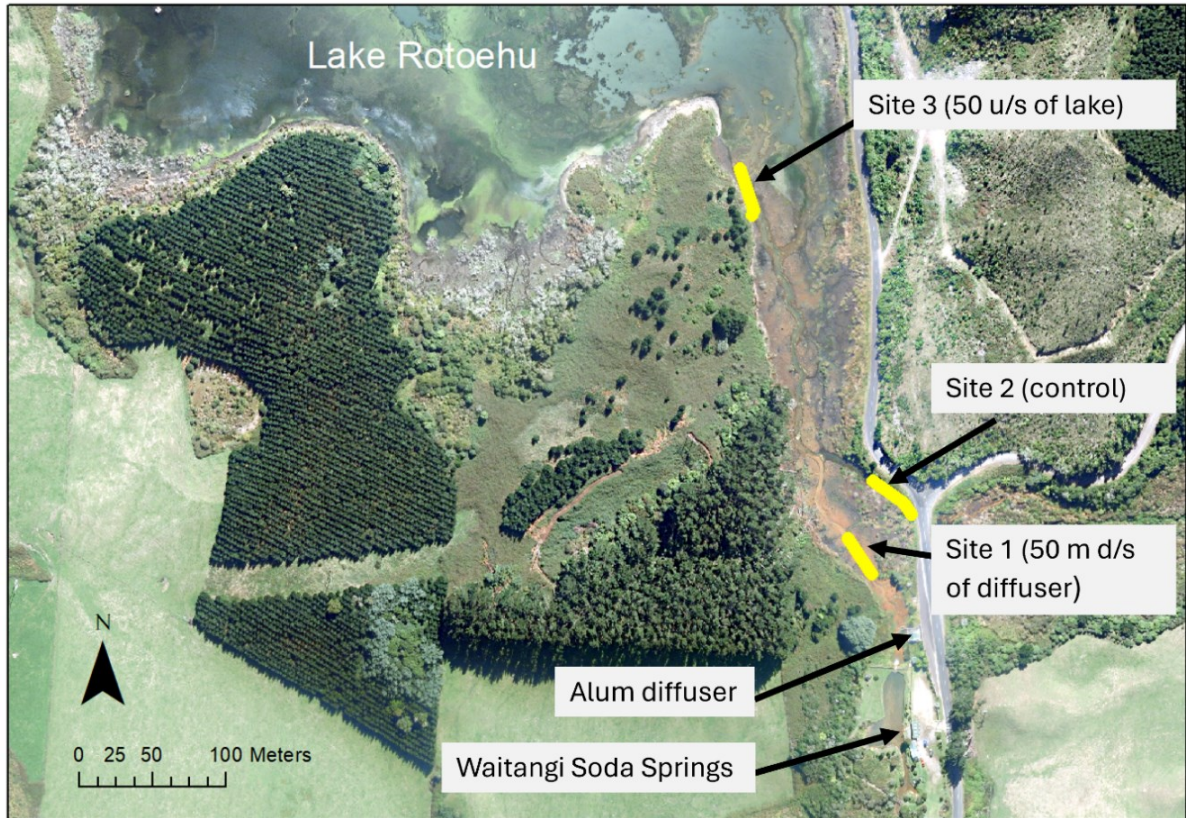 Lake Rotoehu
Site 3 (50 u/s of lake)
Site 2 (control)
Site 1 (50 m d/s
of diffuser)
Alum diffuser
Waitangi Soda Springs
N
0 25 50 100 Meters